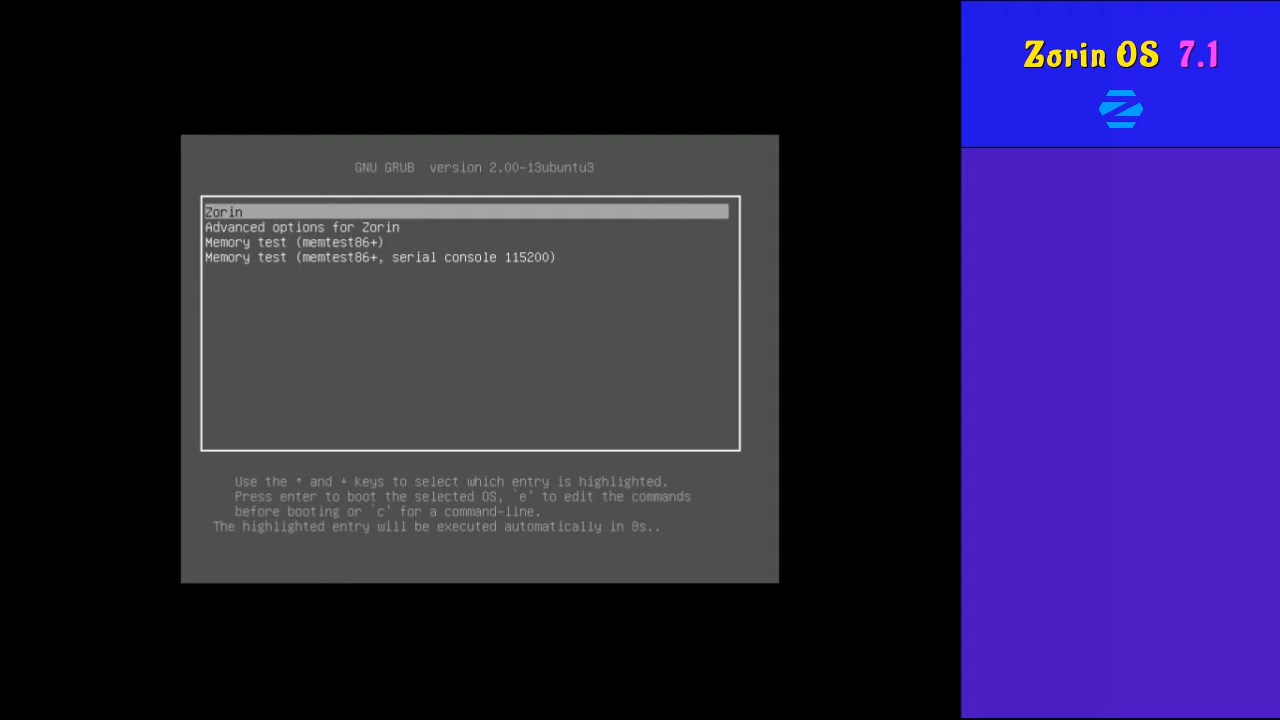 GNU GRUB version 2.00-13ubuntu3
Zorin
Advanced options for Zorin
Memory test (memtest86+)
Memory test (memtest86+, serial console 115200)
Use the ↑ and ↓ keys to select which entry is highlighted.
Press enter to boot the selected OS, `e' to edit the commands
before booting or `c' for a command-line.
The highlighted entry will be executed automatically in 9s..
Zorin OS 7.1